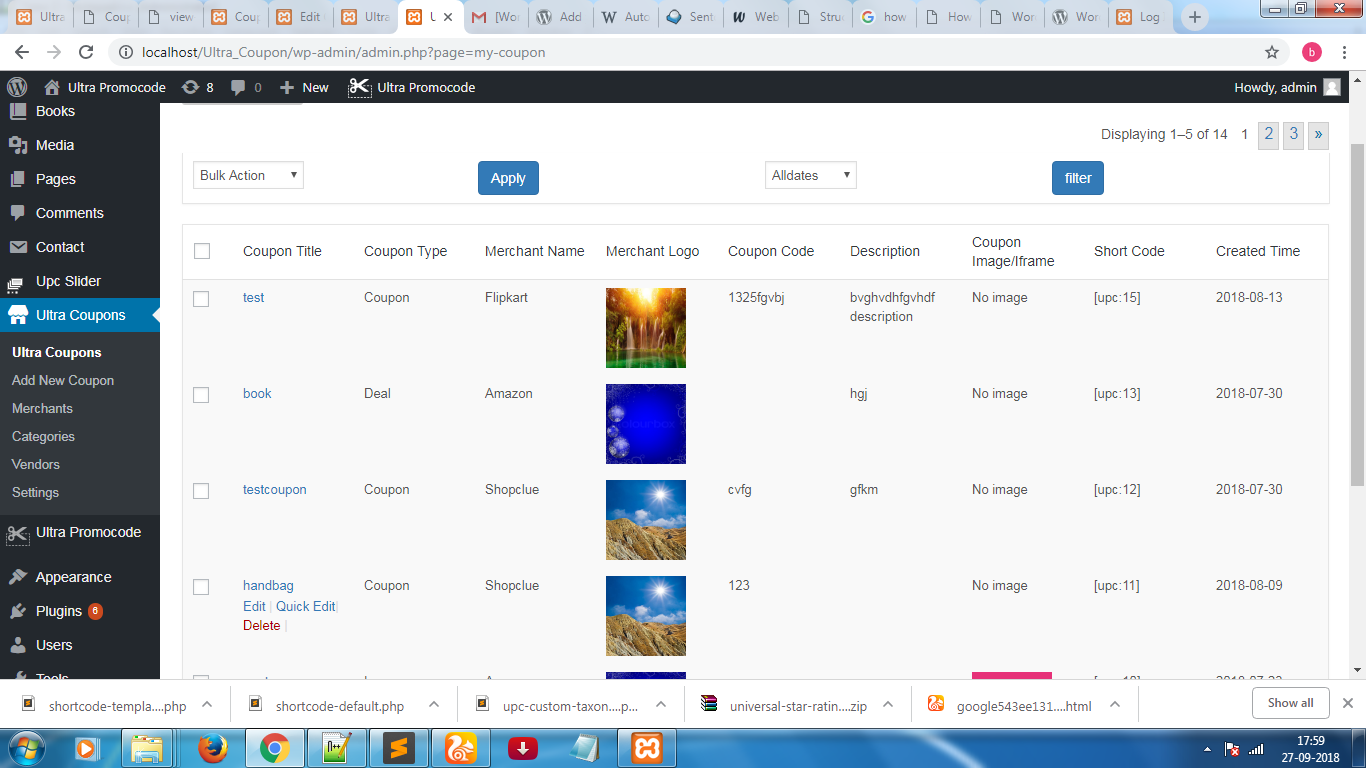 Ultra
Coup
view
Cou
Edit
Ultra
U
[Wor
Add
Auto
Sent
Web
Stru
how
How
Wor
Wor
Log
localhost/Ultra_Coupon/wp-admin/admin.php?page=my-coupon
b
Ultra Promocode
8
0
New
Ultra Promocode
Howdy, admin
Books
Media
Pages
Comments
Contact
Upc Slider
Ultra Coupons
Ultra Coupons
Add New Coupon
Merchants
Categories
Vendors
Settings
Ultra Promocode
Appearance
Plugins 6
Users
Tools
Displaying 1–5 of 14 1 2 3 »
Bulk Action
Apply
Alldates
filter
Coupon Title Coupon Type Merchant Name Merchant Logo Coupon Code Description Coupon Image/Iframe Short Code Created Time
test Coupon Flipkart 1325fgvbj bvghvdhfgvhdf description No image [upc:15] 2018-08-13
book Deal Amazon hgj No image [upc:13] 2018-07-30
testcoupon Coupon Shopclue cvfg gfkm No image [upc:12] 2018-07-30
handbag Coupon Shopclue 123 No image [upc:11] 2018-08-09
Edit | Quick Edit|
Delete |
shortcode-templa....php
shortcode-default.php
upc-custom-taxon....p...
universal-star-ratin....zip
google543ee131....html
Show all
17:59
27-09-2018